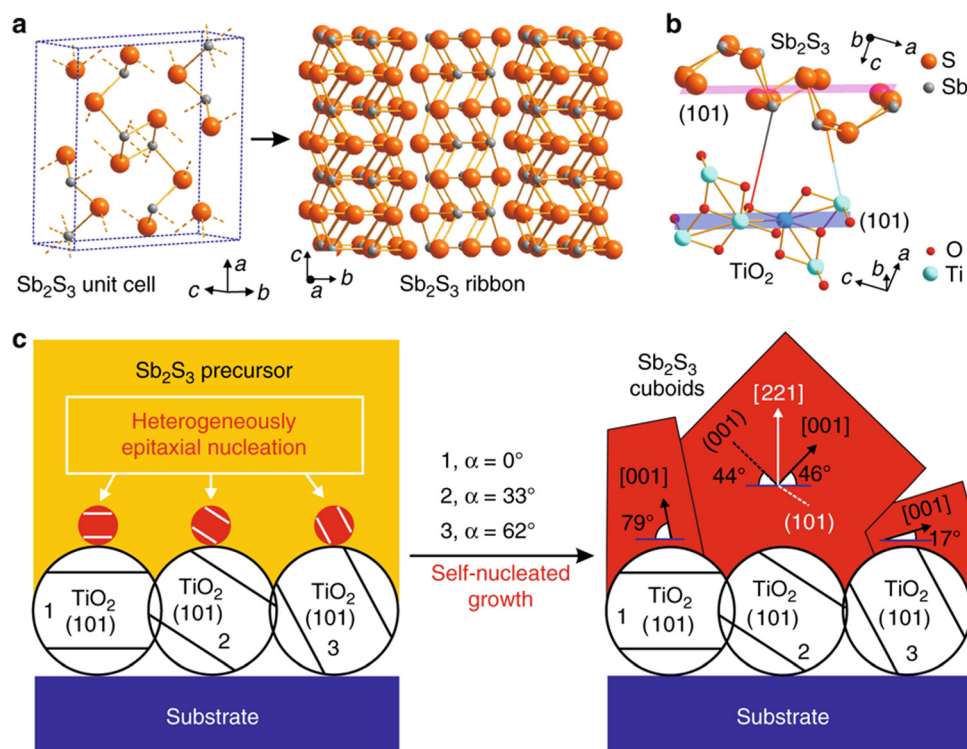 a
Sb₂S₃ unit cell
a
c
b
c
a
b
Sb₂S₃ ribbon
b
Sb₂S₃
b
a
c
S
Sb
(101)
(101)
TiO₂
c
b
a
O
Ti
c
Sb₂S₃ precursor
Heterogeneously
epitaxial nucleation
TiO₂
(101)
1
TiO₂
(101)
2
TiO₂
(101)
3
Substrate
1, α = 0°
2, α = 33°
3, α = 62°
Self-nucleated
growth
Sb₂S₃
cuboids
[221]
(001)
[001]
44°
46°
(101)
[001]
79°
[001]
17°
TiO₂
(101)
1
TiO₂
(101)
2
TiO₂
(101)
3
Substrate